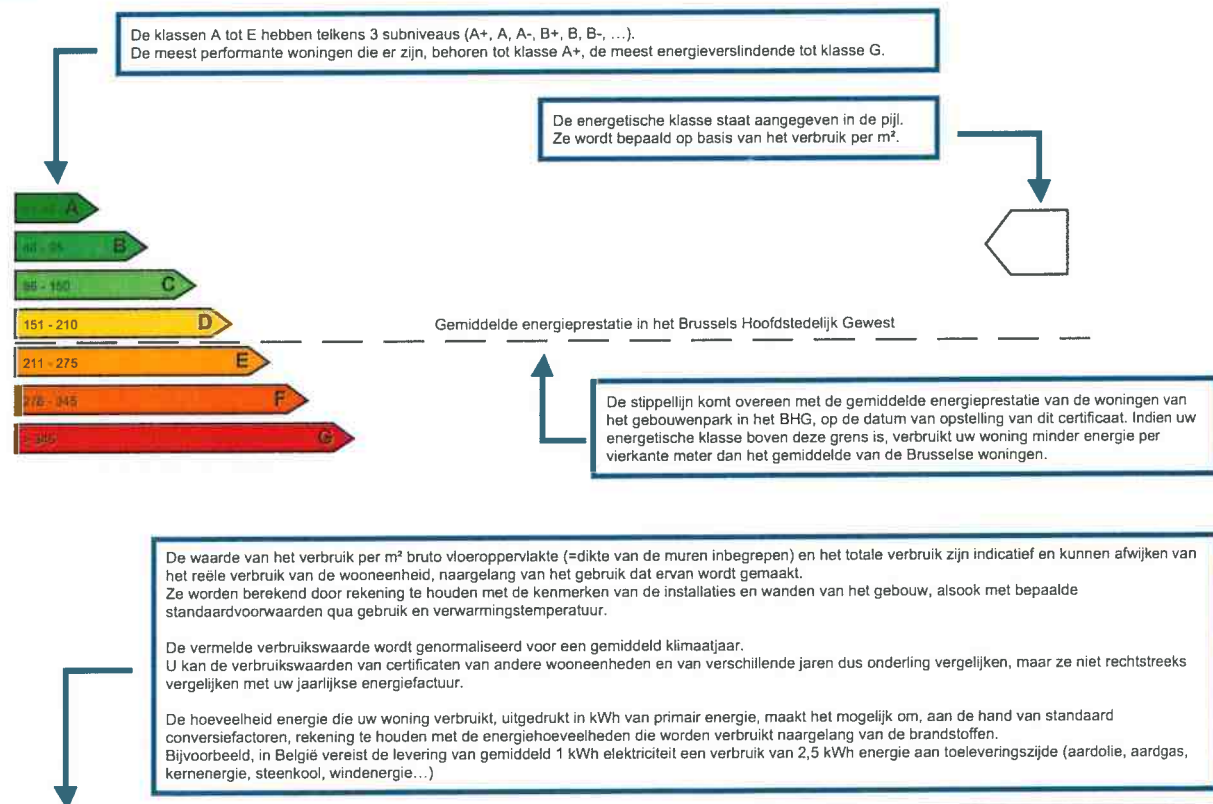 De klassen A tot E hebben telkens 3 subniveaus (A+, A, A-, B+, B, B-, ...).
De meest performante woningen die er zijn, behoren tot klasse A+, de meest energieverslindende tot klasse G.
De energetische klasse staat aangegeven in de pijl.
Ze wordt bepaald op basis van het verbruik per m².
A
B
86 - 150 C
151 - 210 D
Gemiddelde energieprestatie in het Brussels Hoofdstedelijk Gewest
211 - 275 E
276 - 345 F
> 345 G
De stippellijn komt overeen met de gemiddelde energieprestatie van de woningen van
het gebouwenpark in het BHG, op de datum van opstelling van dit certificaat. Indien uw
energetische klasse boven deze grens is, verbruikt uw woning minder energie per
vierkante meter dan het gemiddelde van de Brusselse woningen.
De waarde van het verbruik per m² bruto vloeroppervlakte (=dikte van de muren inbegrepen) en het totale verbruik zijn indicatief en kunnen afwijken van
het reële verbruik van de wooneenheid, naargelang van het gebruik dat ervan wordt gemaakt.
Ze worden berekend door rekening te houden met de kenmerken van de installaties en wanden van het gebouw, alsook met bepaalde
standaardvoorwaarden qua gebruik en verwarmingstemperatuur.
De vermelde verbruikswaarde wordt genormaliseerd voor een gemiddeld klimaatjaar.
U kan de verbruikswaarden van certificaten van andere wooneenheden en van verschillende jaren dus onderling vergelijken, maar ze niet rechtstreeks
vergelijken met uw jaarlijkse energiefactuur.
De hoeveelheid energie die uw woning verbruikt, uitgedrukt in kWh van primair energie, maakt het mogelijk om, aan de hand van standaard
conversiefactoren, rekening te houden met de energiehoeveelheden die worden verbruikt naargelang van de brandstoffen.
Bijvoorbeeld, in België vereist de levering van gemiddeld 1 kWh elektriciteit een verbruik van 2,5 kWh energie aan toeleveringszijde (aardolie, aardgas,
kernenergie, steenkool, windenergie...)